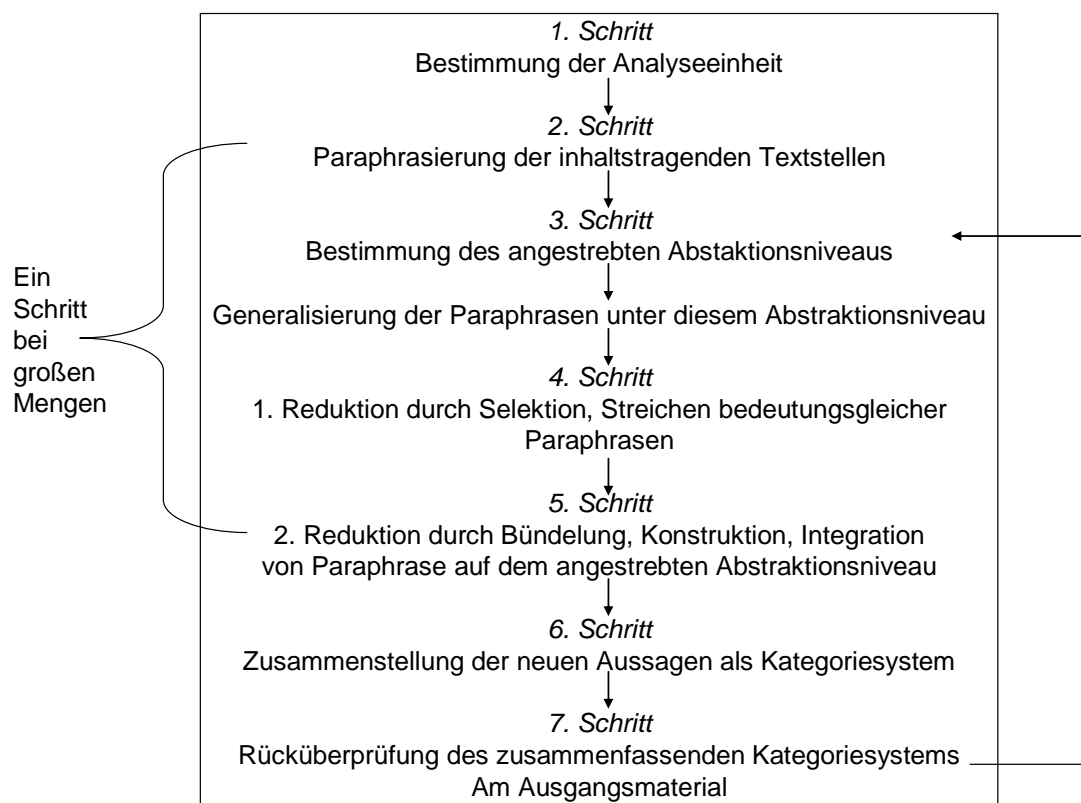 1. Schritt
Bestimmung der Analyseeinheit
2. Schritt
Paraphrasierung der inhaltstragenden Textstellen
3. Schritt
Bestimmung des angestrebten Abstaktionsniveaus
Generalisierung der Paraphrasen unter diesem Abstraktionsniveau
4. Schritt
1. Reduktion durch Selektion, Streichen bedeutungsgleicher
Paraphrasen
5. Schritt
2. Reduktion durch Bündelung, Konstruktion, Integration
von Paraphrase auf dem angestrebten Abstraktionsniveau
6. Schritt
Zusammenstellung der neuen Aussagen als Kategoriesystem
7. Schritt
Rücküberprüfung des zusammenfassenden Kategoriesystems
Am Ausgangsmaterial
Ein
Schritt
bei
großen
Mengen